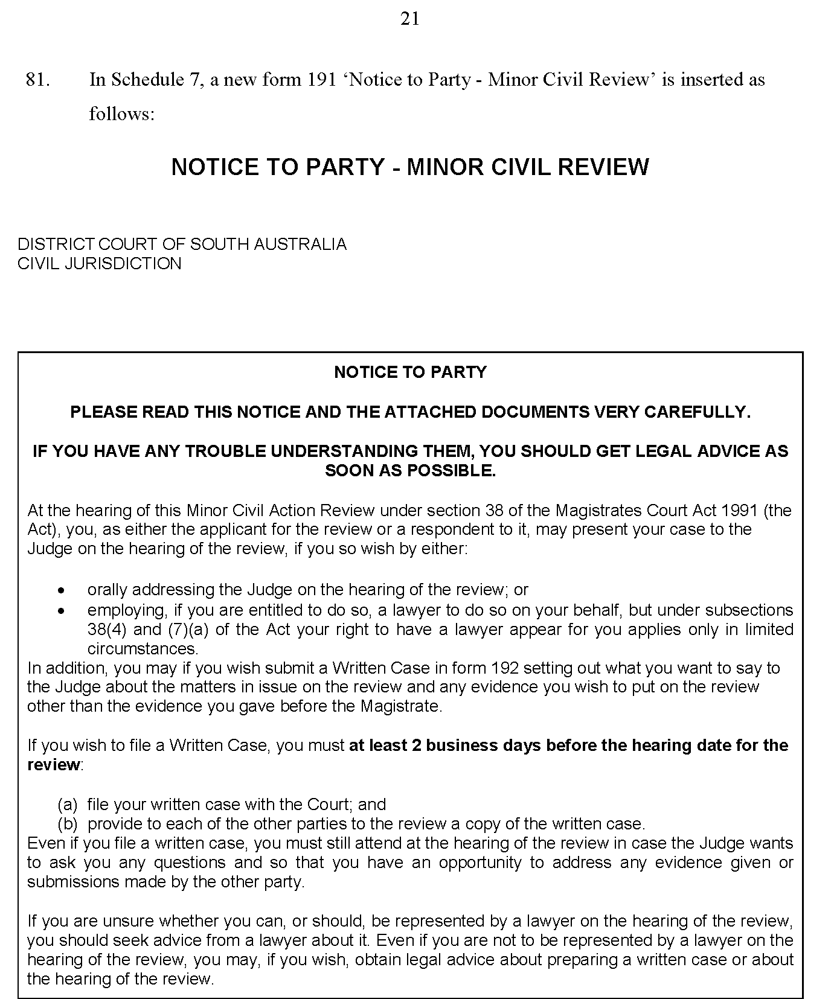 21
81. In Schedule 7, a new form 191 ‘Notice to Party - Minor Civil Review’ is inserted as
follows:
NOTICE TO PARTY - MINOR CIVIL REVIEW
DISTRICT COURT OF SOUTH AUSTRALIA
CIVIL JURISDICTION
NOTICE TO PARTY
PLEASE READ THIS NOTICE AND THE ATTACHED DOCUMENTS VERY CAREFULLY.
IF YOU HAVE ANY TROUBLE UNDERSTANDING THEM, YOU SHOULD GET LEGAL ADVICE AS
SOON AS POSSIBLE.
At the hearing of this Minor Civil Action Review under section 38 of the Magistrates Court Act 1991 (the
Act), you, as either the applicant for the review or a respondent to it, may present your case to the
Judge on the hearing of the review, if you so wish by either:
• orally addressing the Judge on the hearing of the review; or
• employing, if you are entitled to do so, a lawyer to do so on your behalf, but under subsections
38(4) and (7)(a) of the Act your right to have a lawyer appear for you applies only in limited
circumstances.
In addition, you may if you wish submit a Written Case in form 192 setting out what you want to say to
the Judge about the matters in issue on the review and any evidence you wish to put on the review
other than the evidence you gave before the Magistrate.
If you wish to file a Written Case, you must at least 2 business days before the hearing date for the
review:
(a) file your written case with the Court; and
(b) provide to each of the other parties to the review a copy of the written case.
Even if you file a written case, you must still attend at the hearing of the review in case the Judge wants
to ask you any questions and so that you have an opportunity to address any evidence given or
submissions made by the other party.
If you are unsure whether you can, or should, be represented by a lawyer on the hearing of the review,
you should seek advice from a lawyer about it. Even if you are not to be represented by a lawyer on the
hearing of the review, you may, if you wish, obtain legal advice about preparing a written case or about
the hearing of the review.